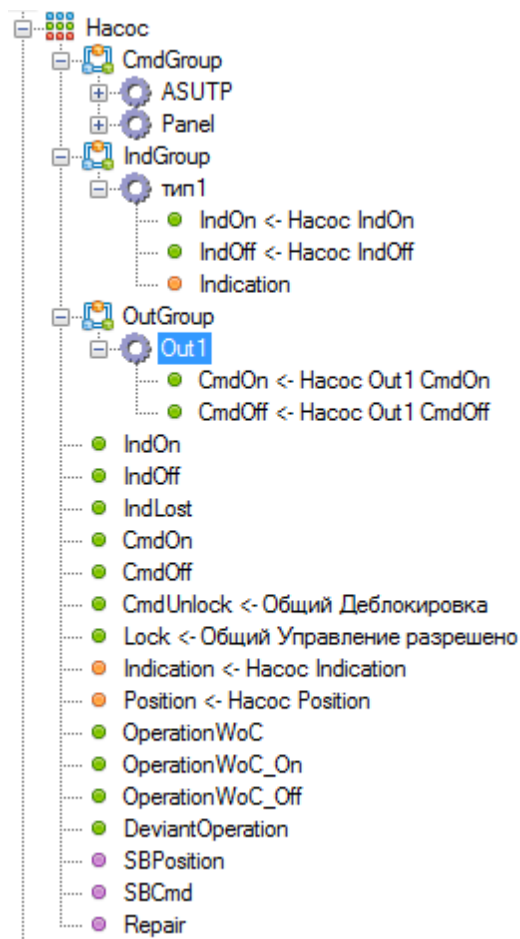 Насос
CmdGroup
ASUTP
Panel
IndGroup
тип1
IndOn <- Насос IndOn
IndOff <- Насос IndOff
Indication
OutGroup
Out1
CmdOn <- Насос Out1 CmdOn
CmdOff <- Насос Out1 CmdOff
IndOn
IndOff
IndLost
CmdOn
CmdOff
CmdUnlock <- Общий Деблокировка
Lock <- Общий Управление разрешено
Indication <- Насос Indication
Position <- Насос Position
OperationWoC
OperationWoC_On
OperationWoC_Off
DeviantOperation
SBPosition
SBCmd
Repair